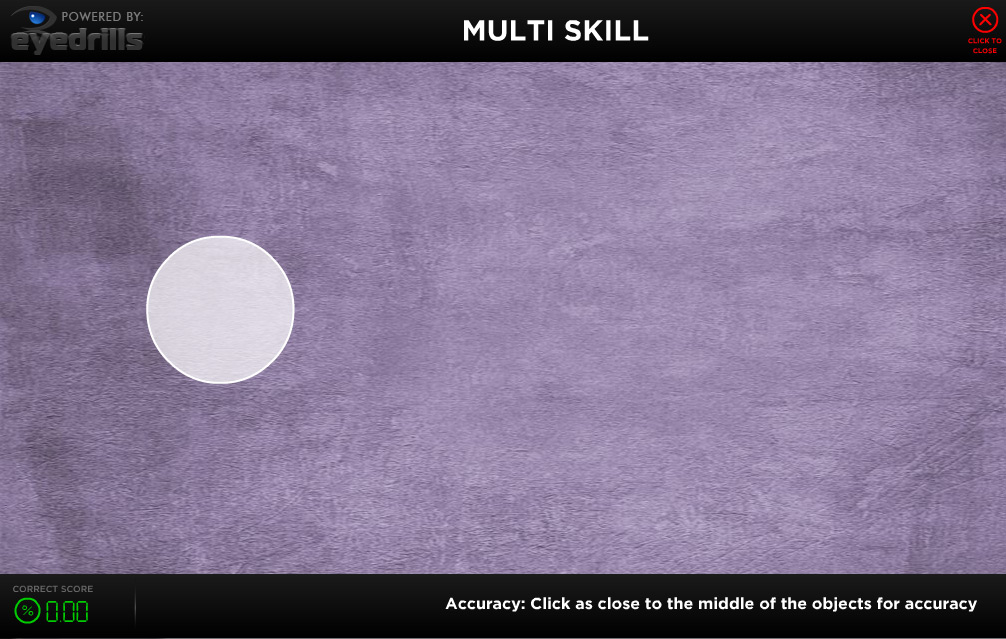 POWERED BY:
eyedrills
MULTI SKILL
CLICK TO
CLOSE
CORRECT SCORE
% 0.00
Accuracy: Click as close to the middle of the objects for accuracy